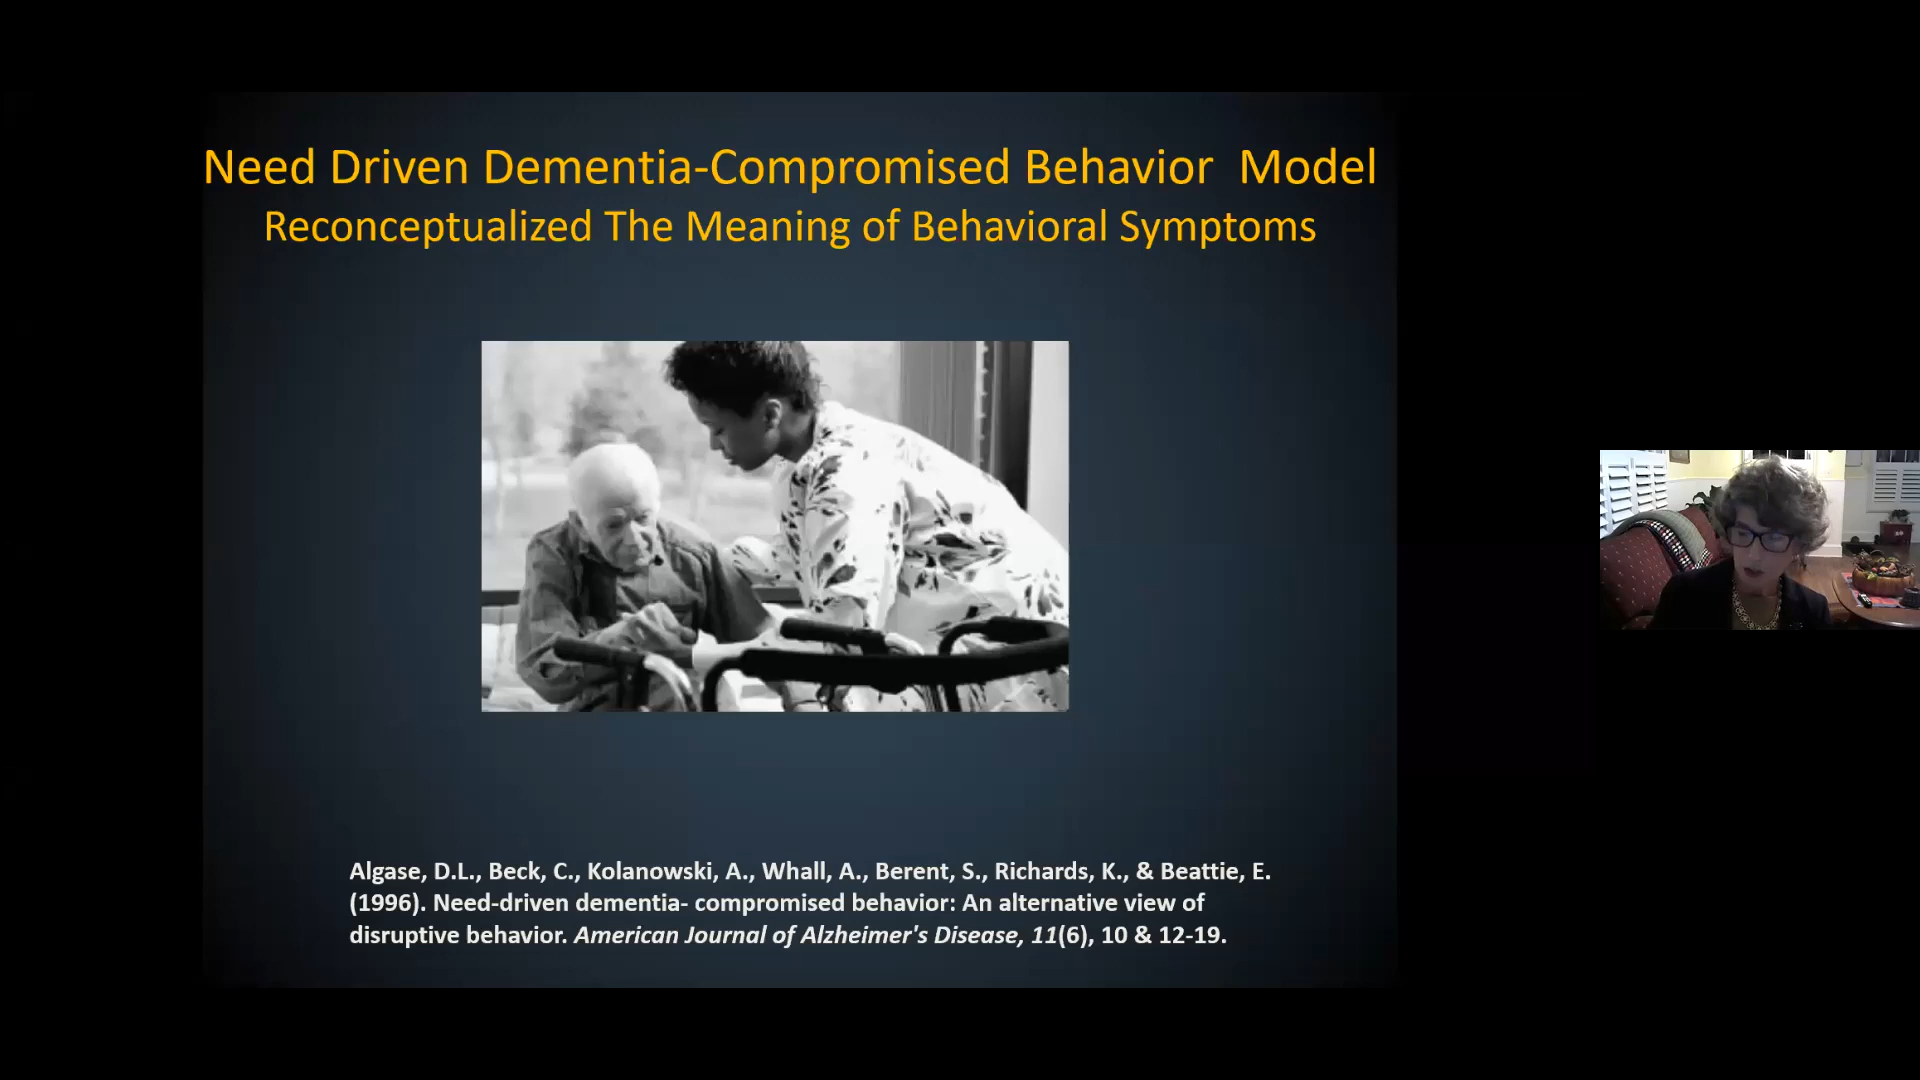 Need Driven Dementia-Compromised Behavior  Model
Reconceptualized The Meaning of Behavioral Symptoms
Algase, D.L., Beck, C., Kolanowski, A., Whall, A., Berent, S., Richards, K., & Beattie, E.
(1996). Need-driven dementia- compromised behavior: An alternative view of
disruptive behavior. American Journal of Alzheimer's Disease, 11(6), 10 & 12-19.